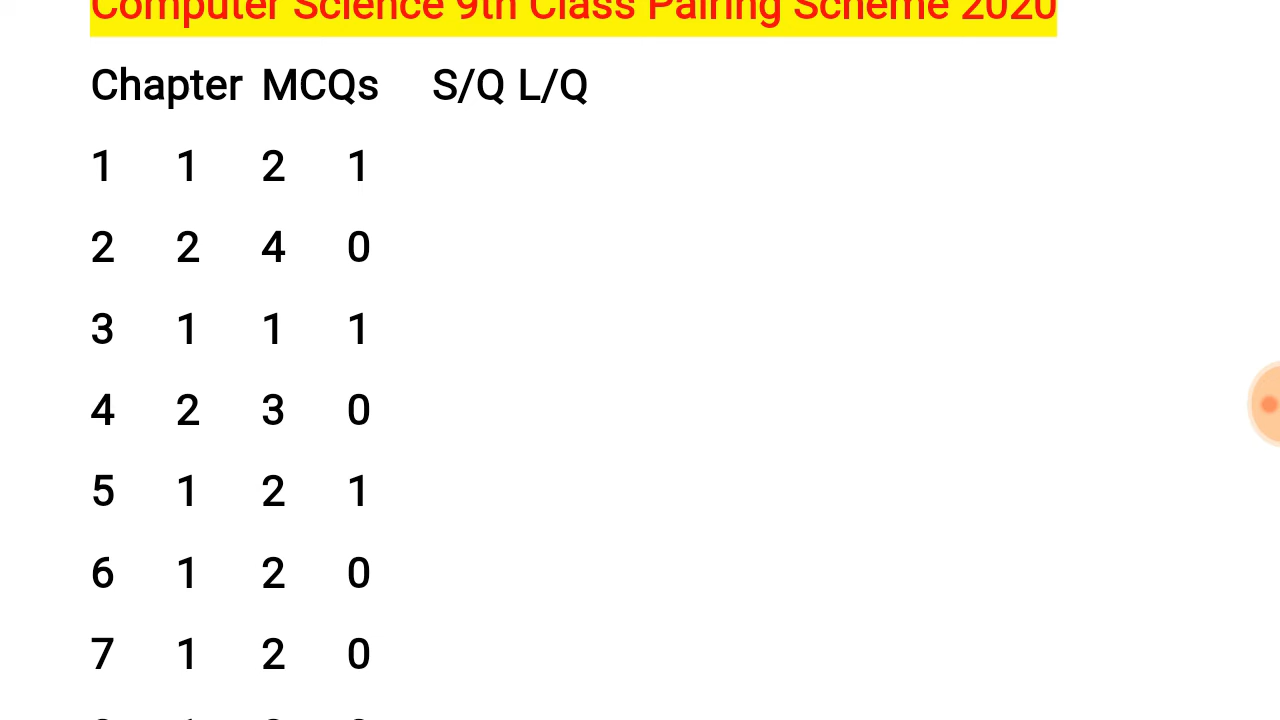 Computer Science 9th Class Pairing Scheme 2020
Chapter MCQs S/Q L/Q
1 1 2 1
2 2 4 0
3 1 1 1
4 2 3 0
5 1 2 1
6 1 2 0
7 1 2 0